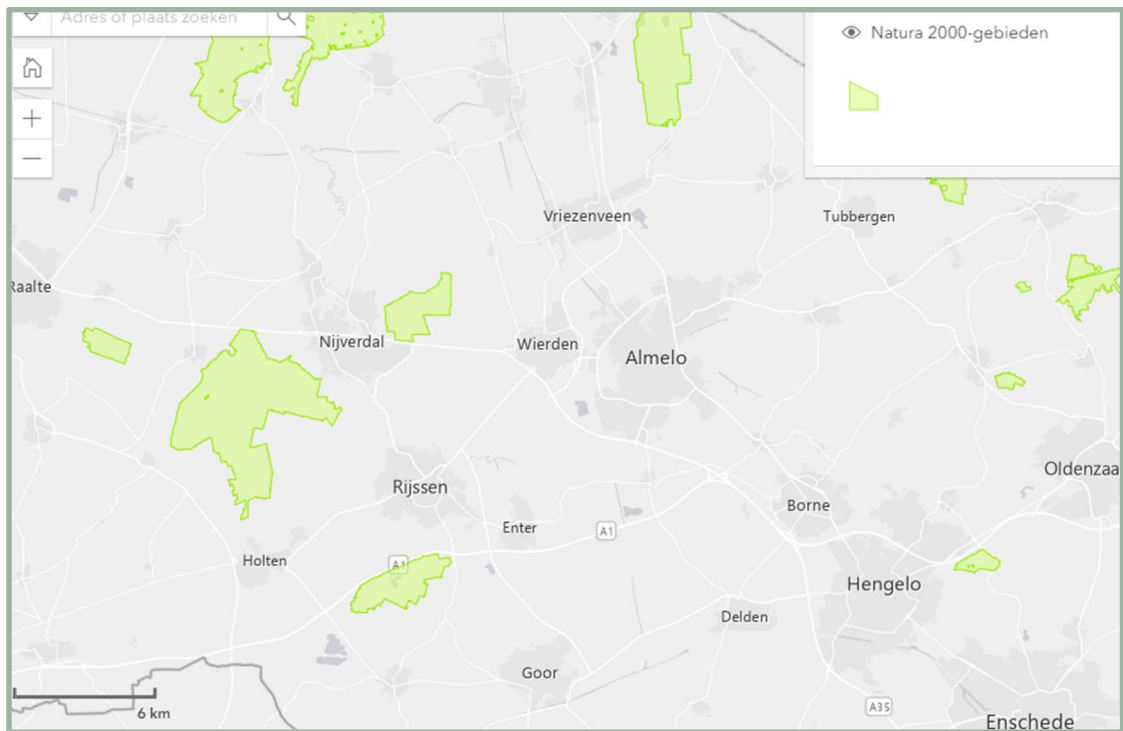 Adres of plaats zoeken
Natura 2000-gebieden
Vriezenveen
Tubbergen
Raalte
Nijverdal
Wierden
Almelo
Oldenzaa
Rijssen
Borne
Enter
A1
Holten
A1
Hengelo
Delden
Goor
6 km
A35
Enschede